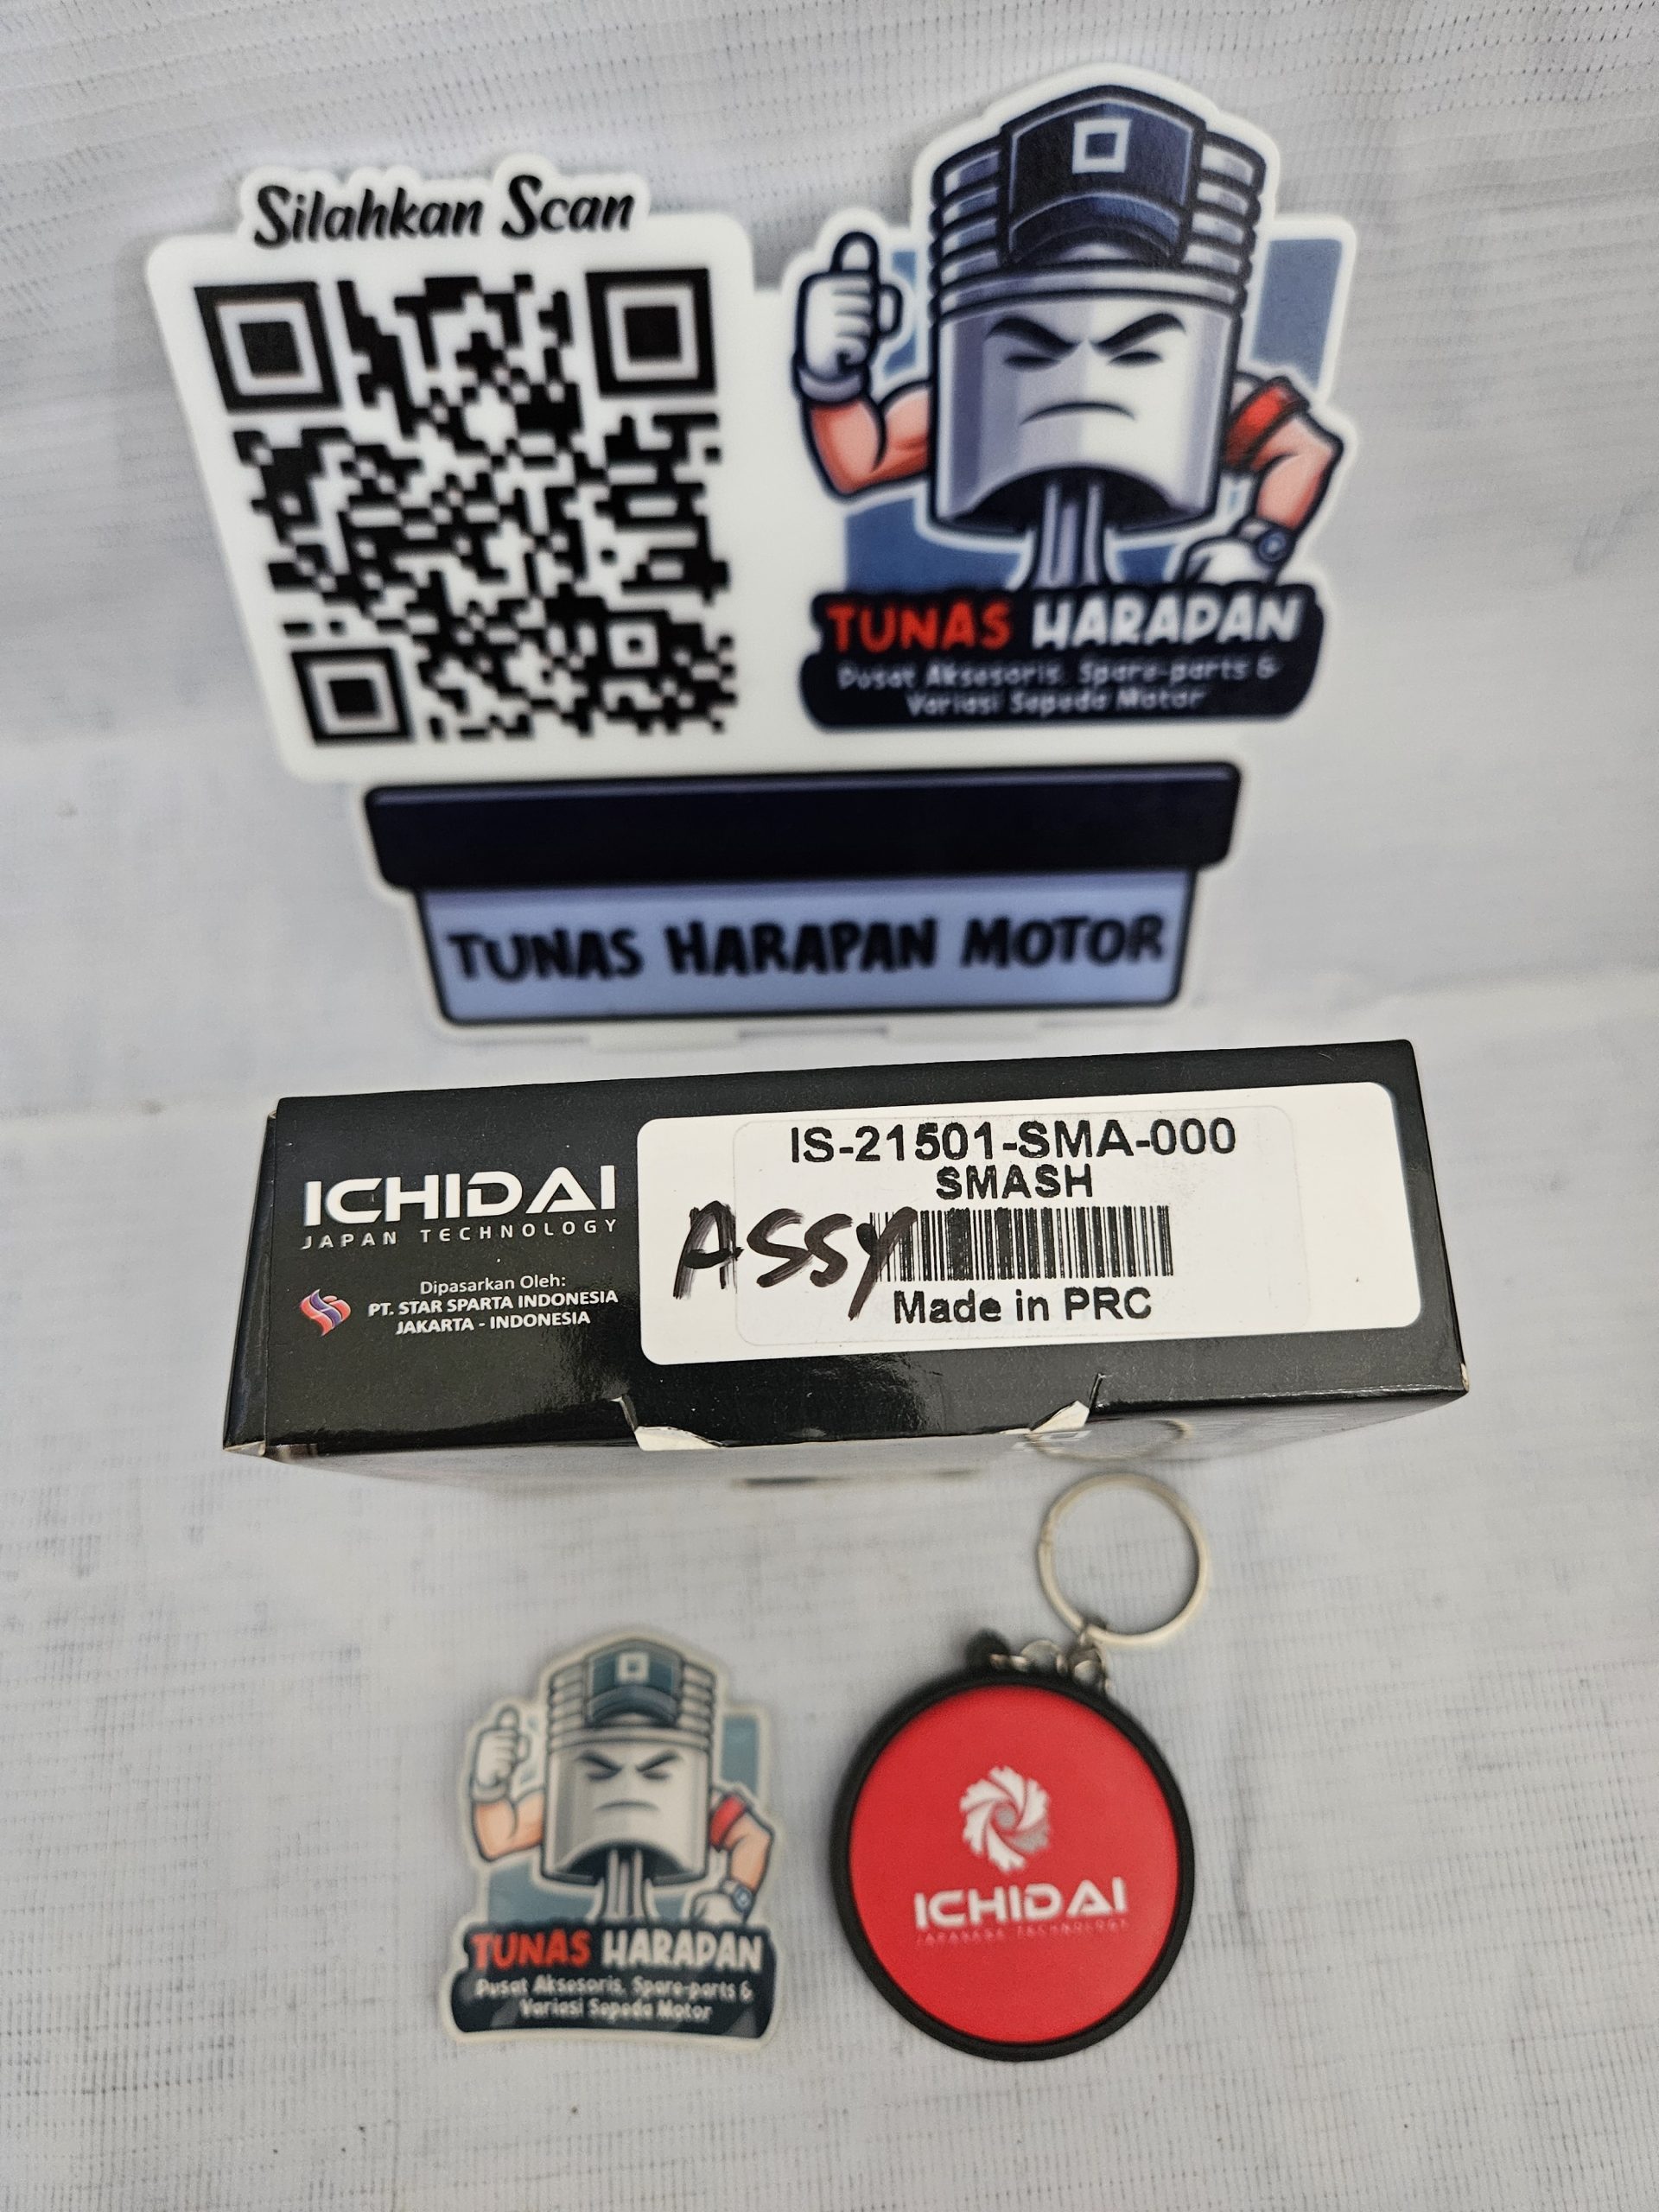 Silahkan Scan
TUNAS HARAPAN
Pusat Aksesoris, Spare-parts &
Variasi Sepeda Motor
TUNAS HARAPAN MOTOR
ICHIDAI
JAPAN TECHNOLOGY
Dipasarkan Oleh:
PT. STAR SPARTA INDONESIA
JAKARTA - INDONESIA
IS-21501-SMA-000
SMASH
ASSY
Made in PRC
TUNAS HARAPAN
Pusat Aksesoris, Spare-parts &
Variasi Sepeda Motor
ICHIDAI
JAPANESE TECHNOLOGY